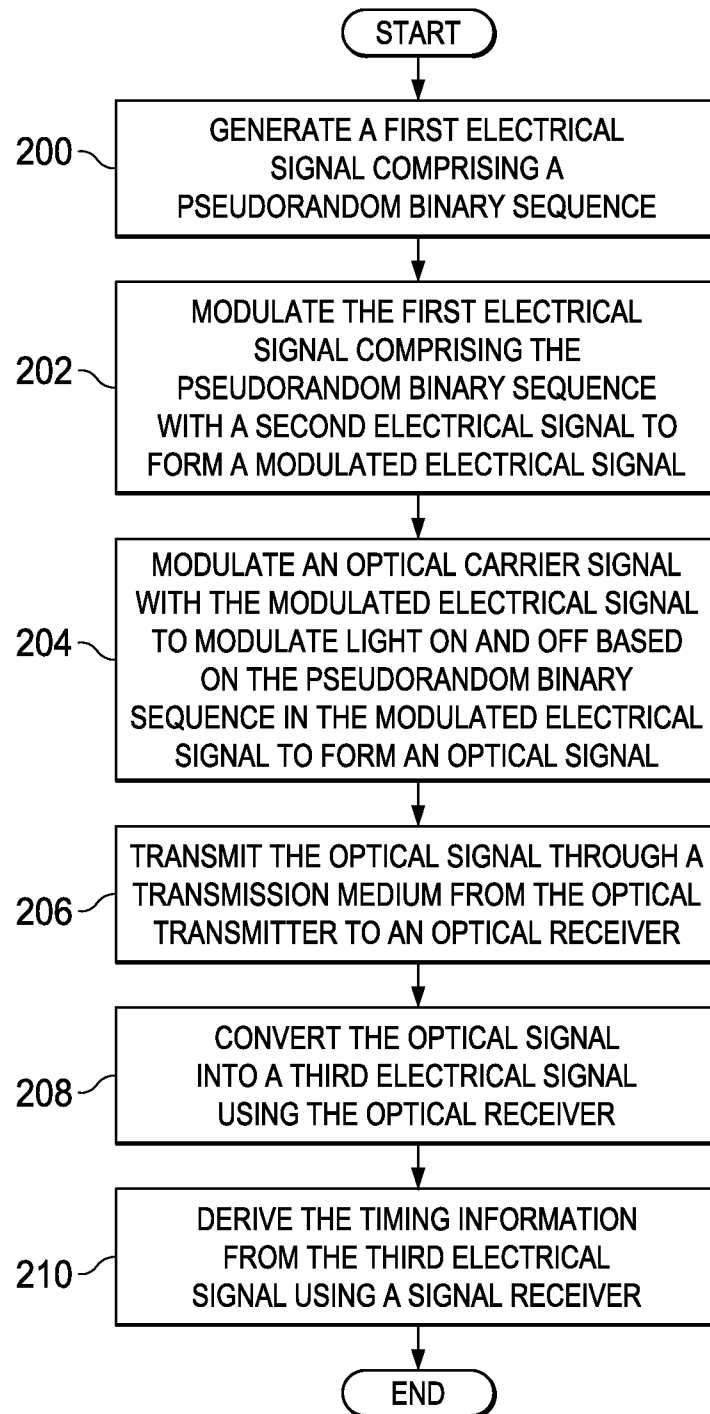 START
200
GENERATE A FIRST ELECTRICAL
SIGNAL COMPRISING A
PSEUDORANDOM BINARY SEQUENCE
202
MODULATE THE FIRST ELECTRICAL
SIGNAL COMPRISING THE
PSEUDORANDOM BINARY SEQUENCE
WITH A SECOND ELECTRICAL SIGNAL TO
FORM A MODULATED ELECTRICAL SIGNAL
204
MODULATE AN OPTICAL CARRIER SIGNAL
WITH THE MODULATED ELECTRICAL SIGNAL
TO MODULATE LIGHT ON AND OFF BASED
ON THE PSEUDORANDOM BINARY
SEQUENCE IN THE MODULATED ELECTRICAL
SIGNAL TO FORM AN OPTICAL SIGNAL
206
TRANSMIT THE OPTICAL SIGNAL THROUGH A
TRANSMISSION MEDIUM FROM THE OPTICAL
TRANSMITTER TO AN OPTICAL RECEIVER
208
CONVERT THE OPTICAL SIGNAL
INTO A THIRD ELECTRICAL SIGNAL
USING THE OPTICAL RECEIVER
210
DERIVE THE TIMING INFORMATION
FROM THE THIRD ELECTRICAL
SIGNAL USING A SIGNAL RECEIVER
END